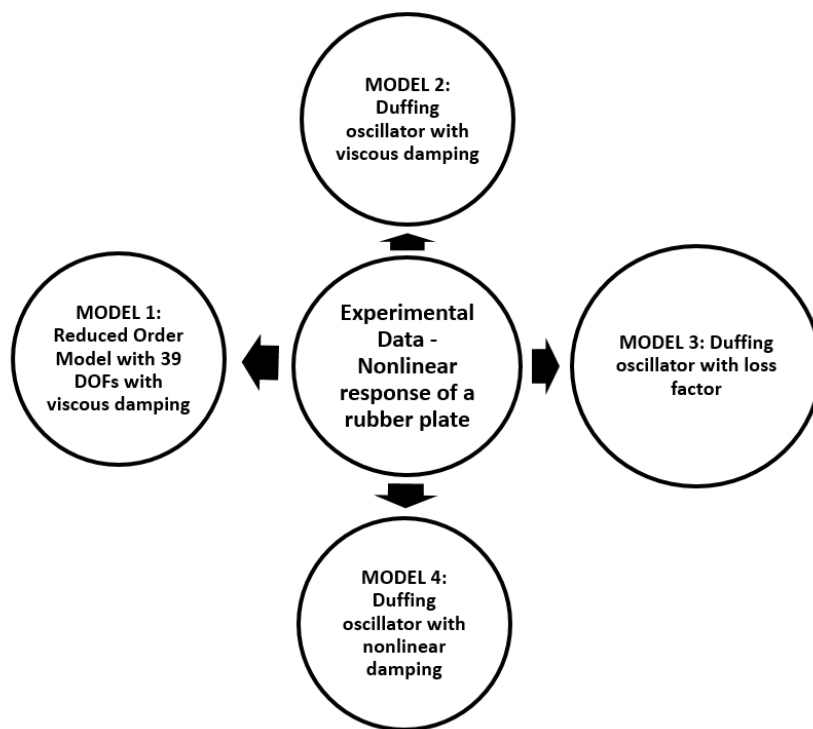 MODEL 2:
Duffing
oscillator with
viscous damping
MODEL 1:
Reduced Order
Model with 39
DOFs with
viscous damping
Experimental
Data -
Nonlinear
response of a
rubber plate
MODEL 3: Duffing
oscillator with loss
factor
MODEL 4:
Duffing
oscillator with
nonlinear
damping